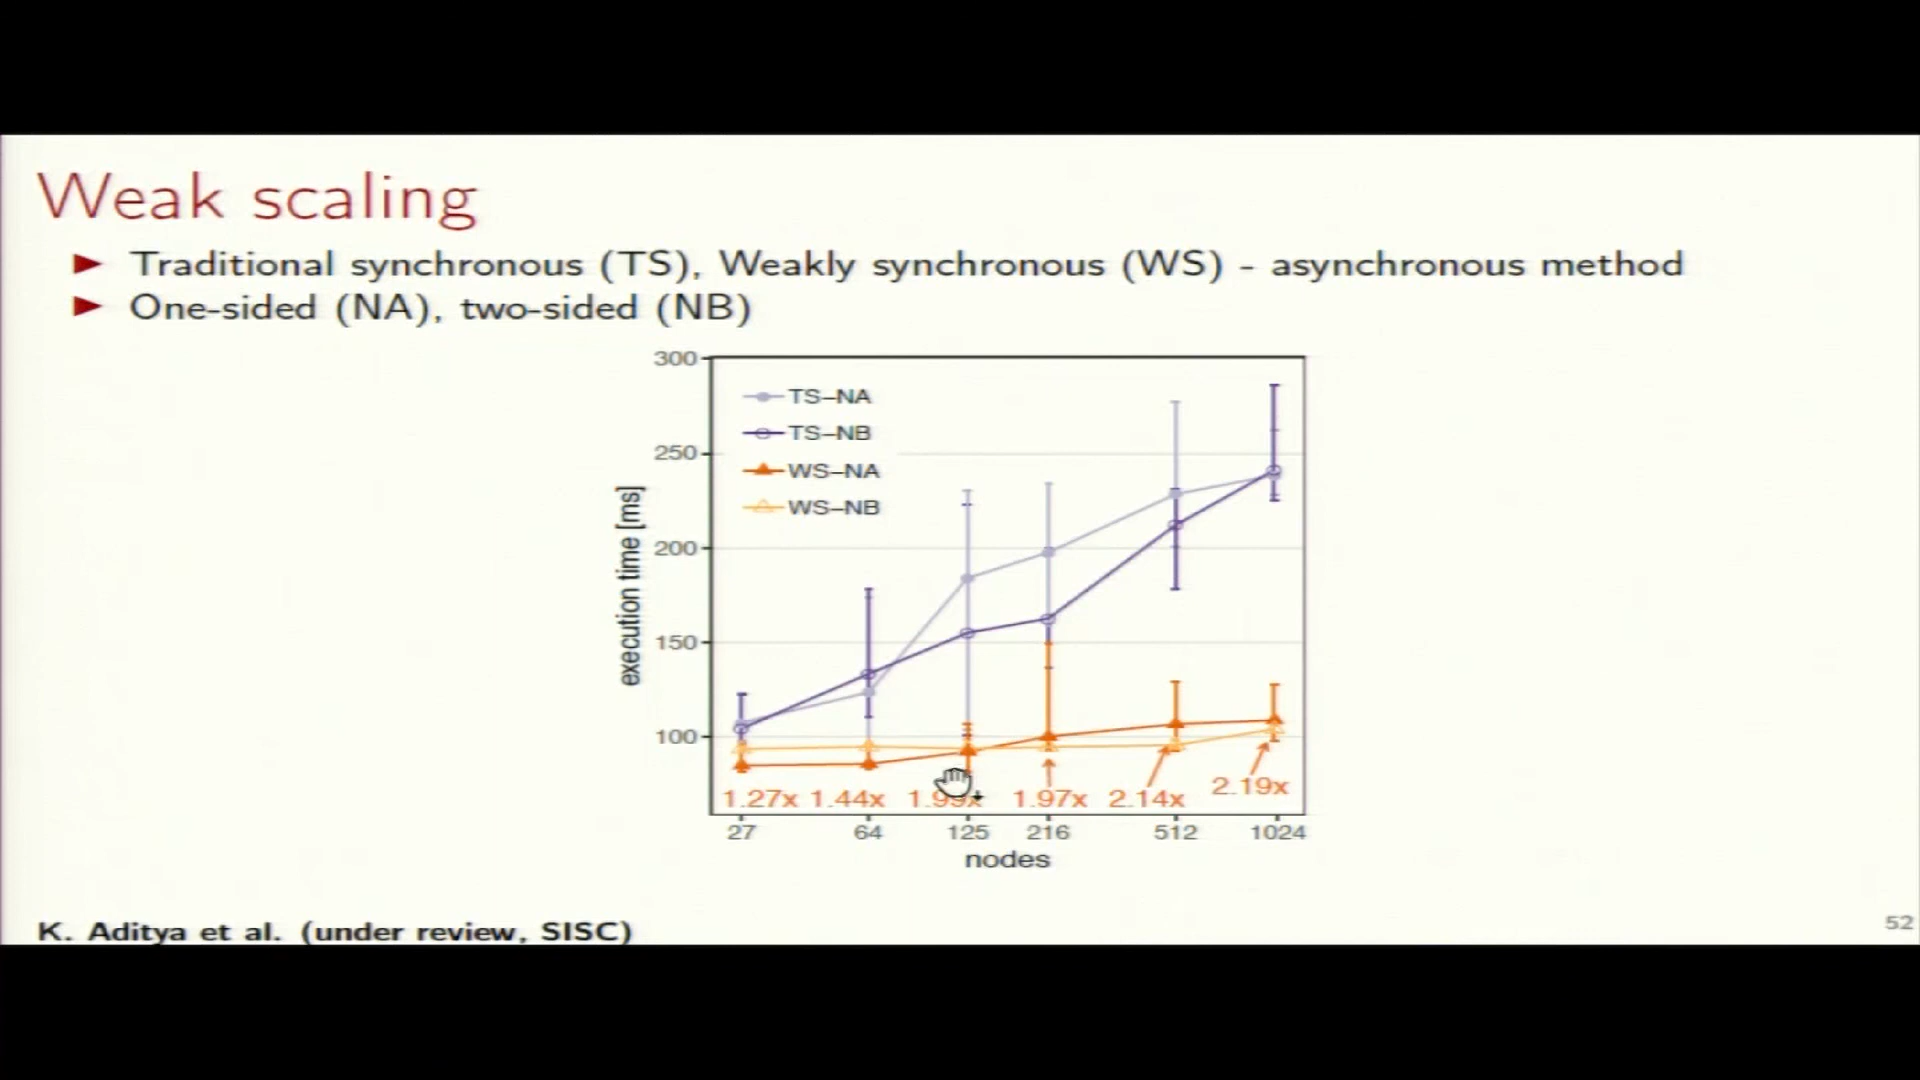 Weak scaling
► Traditional synchronous (TS), Weakly synchronous (WS) - asynchronous method
► One-sided (NA), two-sided (NB)
300
250
200
150
100
execution time [ms]
TS–NA
TS–NB
WS–NA
WS–NB
1.27x 1.44x 1.99x 1.97x 2.14x 2.19x
27 64 125 216 512 1024
nodes
K. Aditya et al. (under review, SISC)
52